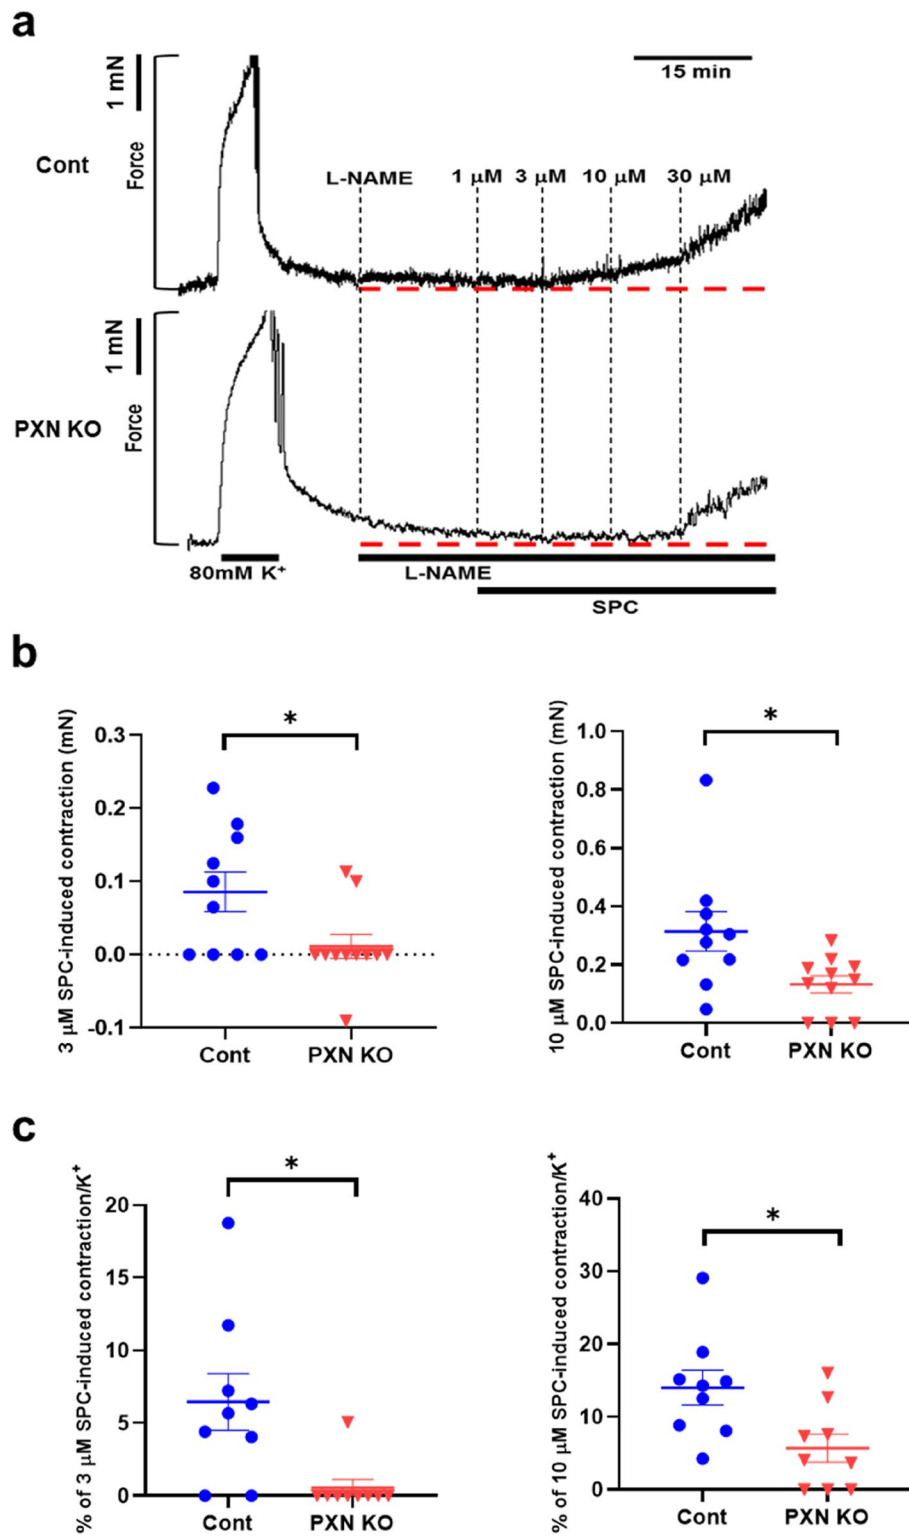 a
1 mN
Force
Cont
15 min
L-NAME
1 μM
3 μM
10 μM
30 μM
1 mN
Force
PXN KO
80mM K⁺
L-NAME
SPC
b
3 μM SPC-induced contraction (mN)
0.3
0.2
0.1
0.0
-0.1
*
Cont
PXN KO
10 μM SPC-induced contraction (mN)
1.0
0.8
0.6
0.4
0.2
0.0
*
Cont
PXN KO
c
% of 3 μM SPC-induced contraction/K⁺
20
15
10
5
0
*
Cont
PXN KO
% of 10 μM SPC-induced contraction/K⁺
40
30
20
10
0
*
Cont
PXN KO